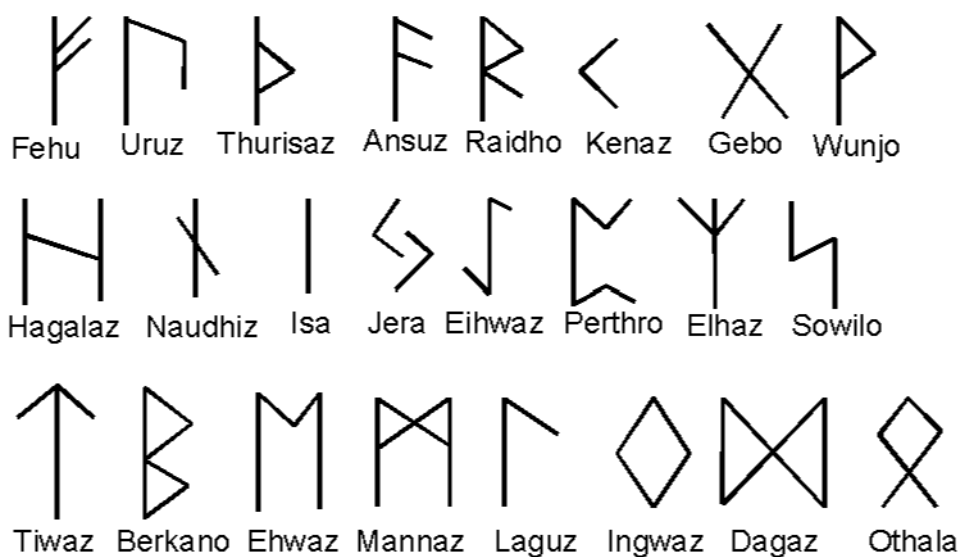 ᚠ ᚢ ᚦ ᚨ ᚱ ᚲ ᚷ ᚹ
Fehu Uruz Thurisaz Ansuz Raidho Kenaz Gebo Wunjo
ᚺ ᚾ ᛁ ᛃ ᛇ ᛈ ᛉ ᛊ
Hagalaz Naudhiz Isa Jera Eihwaz Perthro Elhaz Sowilo
ᛏ ᛒ ᛖ ᛗ ᛚ ᛜ ᛞ ᛟ
Tiwaz Berkano Ehwaz Mannaz Laguz Ingwaz Dagaz Othala